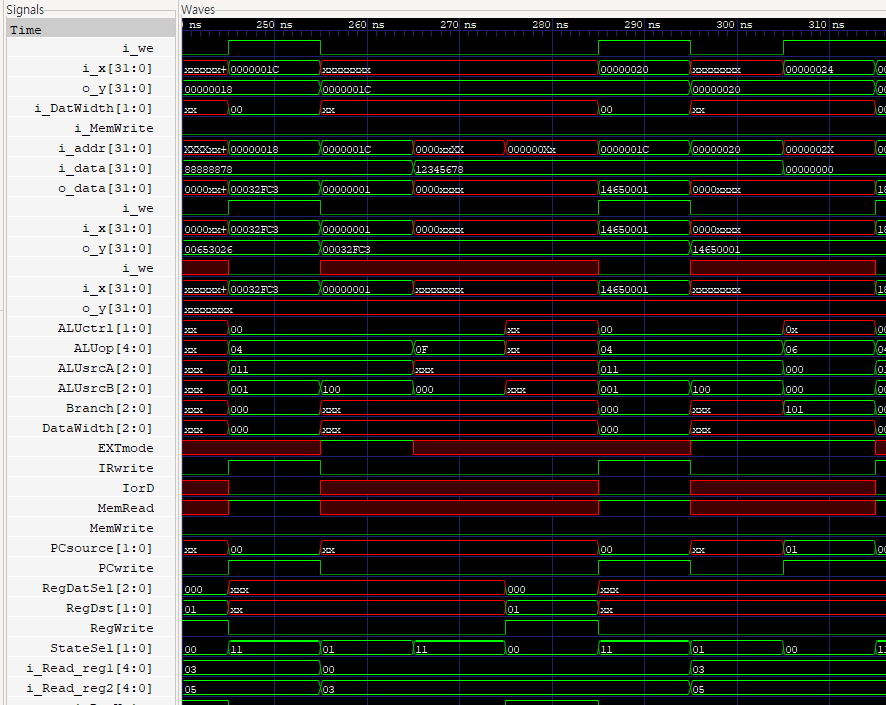 Signals Waves
Time ns 250 ns 260 ns 270 ns 280 ns 290 ns 300 ns 310 ns
i_we
i_x[31:0] xxxxxx+ 0000001C xxxxxxxx 00000020 xxxxxxxx 00000024 00
o_y[31:0] 00000018 0000001C 00000020 00
i_DatWidth[1:0] xx 00 xx 00 xx 00
i_MemWrite
i_addr[31:0] XXXXxx+ 00000018 0000001C 0000xxXX 000000Xx 0000001C 00000020 0000002X 00
i_data[31:0] 88888878 12345678 00000000
o_data[31:0] 0000xx+ 00032FC3 00000001 0000xxxx 14650001 0000xxxx 18
i_we
i_x[31:0] 0000xx+ 00032FC3 00000001 0000xxxx 14650001 0000xxxx 18
o_y[31:0] 00653026 00032FC3 14650001
i_we
i_x[31:0] xxxxxx+ 00032FC3 00000001 xxxxxxxx 14650001 xxxxxxxx 18
o_y[31:0] xxxxxxxx
ALUctrl[1:0] xx 00 xx 00 0x 00
ALUop[4:0] xx 04 0F xx 04 06 04
ALUsrcA[2:0] xxx 011 xxx 011 000 01
ALUsrcB[2:0] xxx 001 100 000 xxx 001 100 000 00
Branch[2:0] xxx 000 xxx 000 xxx 101 00
DataWidth[2:0] xxx 000 xxx 000 xxx 00
EXTmode
IRwrite
IorD
MemRead
MemWrite
PCsource[1:0] xx 00 xx 00 xx 01 00
PCwrite
RegDatSel[2:0] 000 xxx 000 xxx
RegDst[1:0] 01 xx 01 xx
RegWrite
StateSel[1:0] 00 11 01 11 00 11 01 00 11
i_Read_reg1[4:0] 03 00 03
i_Read_reg2[4:0] 05 03 05